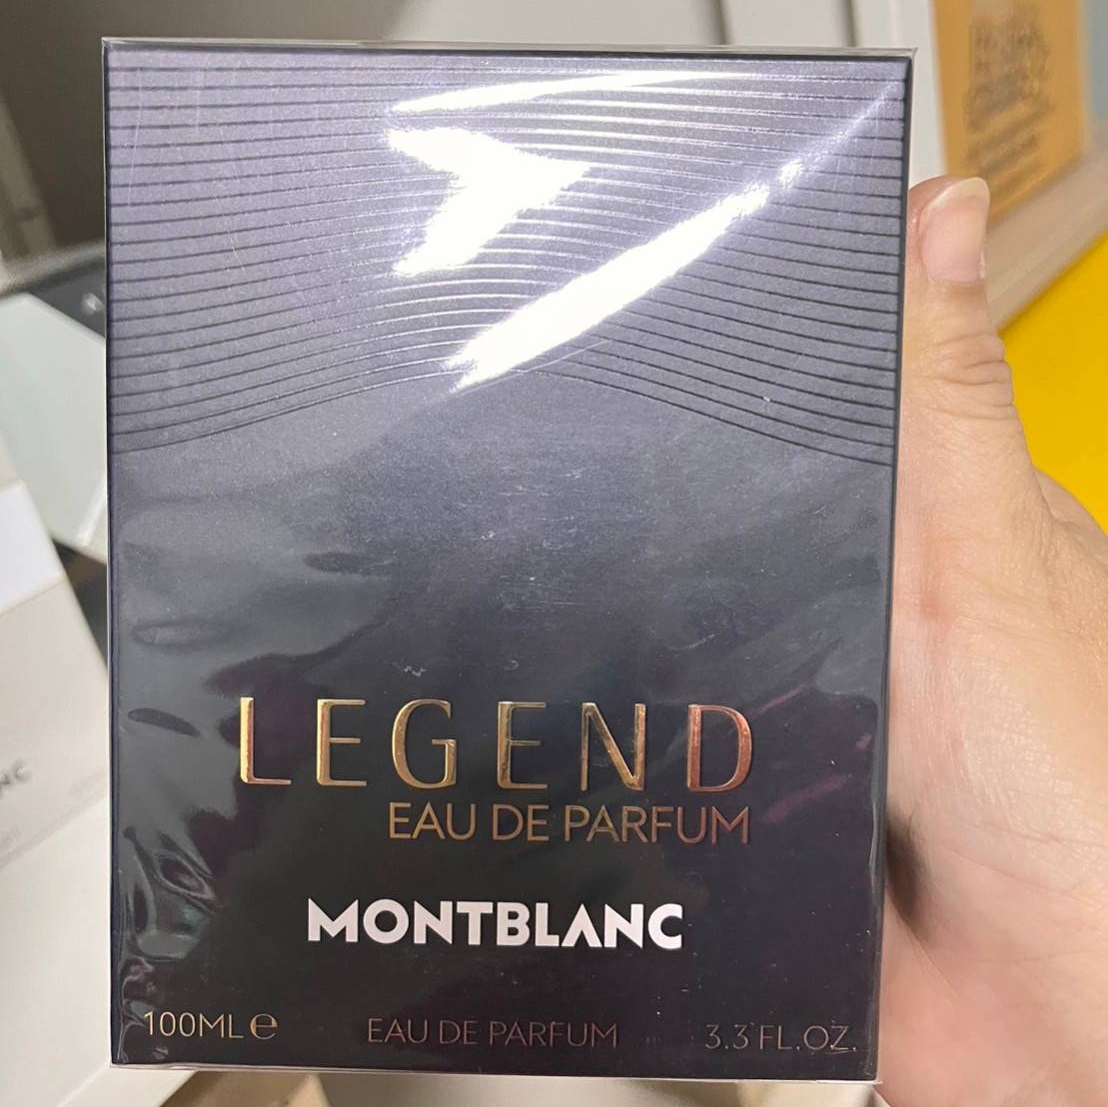 LEGEND
EAU DE PARFUM
MONTBLANC
100ML℮
EAU DE PARFUM
3.3 FL.OZ.